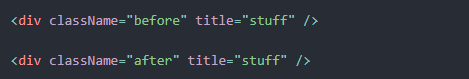 <div className="before" title="stuff" />
<div className="after" title="stuff" />